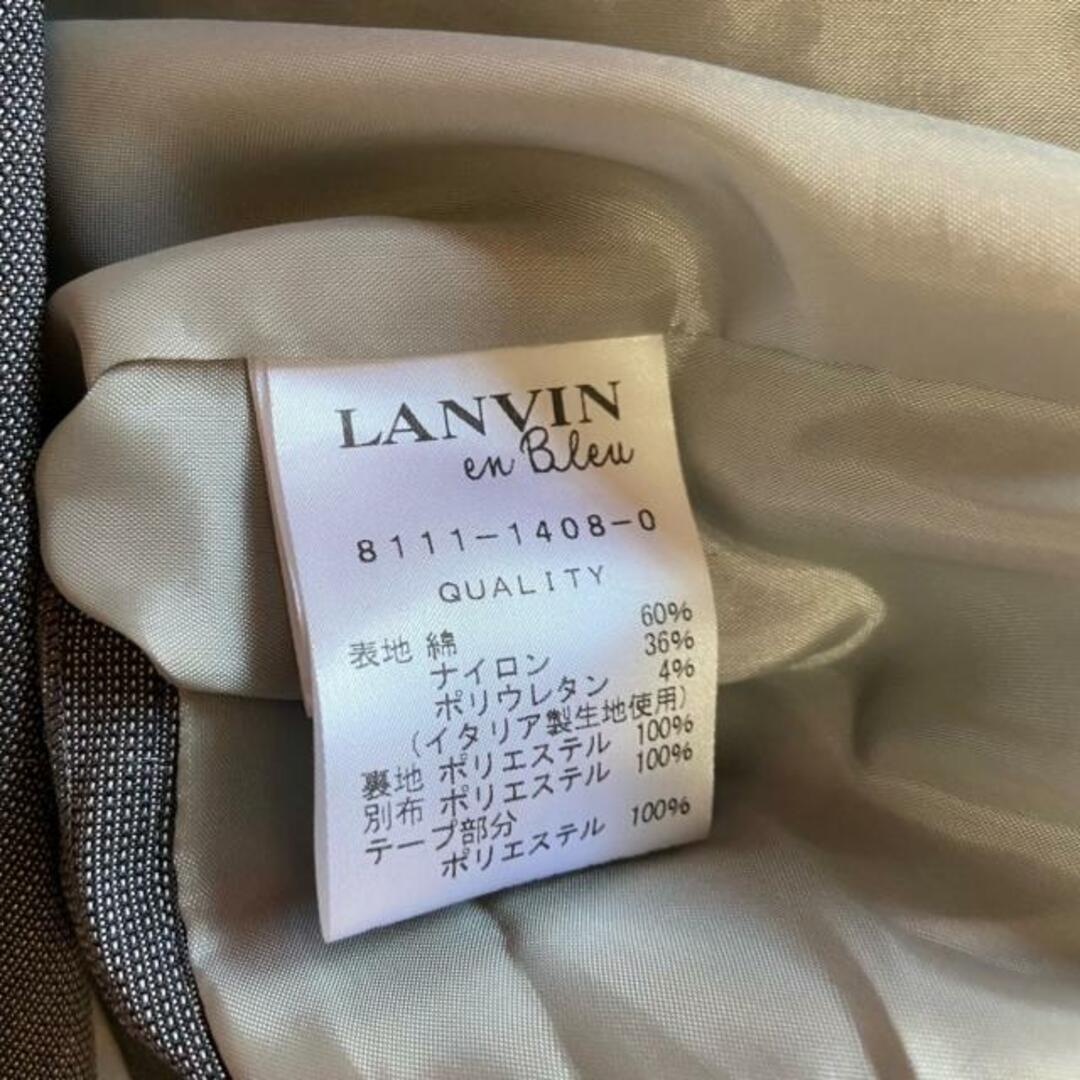 LANVIN
en Bleu
8111-1408-0
QUALITY
表地 綿 60%
ナイロン 36%
ポリウレタン 4%
(イタリア製生地使用)
裏地 ポリエステル 100%
別布 ポリエステル 100%
テープ部分
ポリエステル 100%